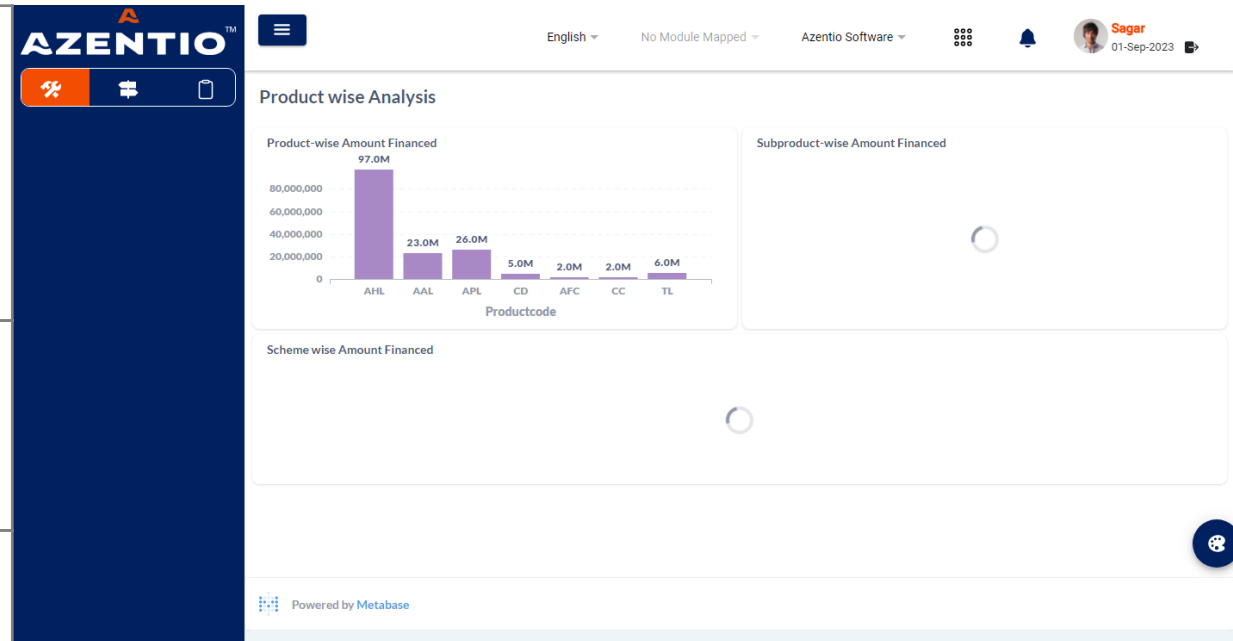 AZENTIO™
English
No Module Mapped
Azentio Software
Sagar
01-Sep-2023
Product wise Analysis
Product-wise Amount Financed
97.0M
80,000,000
60,000,000
40,000,000
20,000,000
0
23.0M
26.0M
5.0M
2.0M
2.0M
6.0M
AHL AAL APL CD AFC CC TL
Productcode
Subproduct-wise Amount Financed
Scheme wise Amount Financed
Powered by Metabase